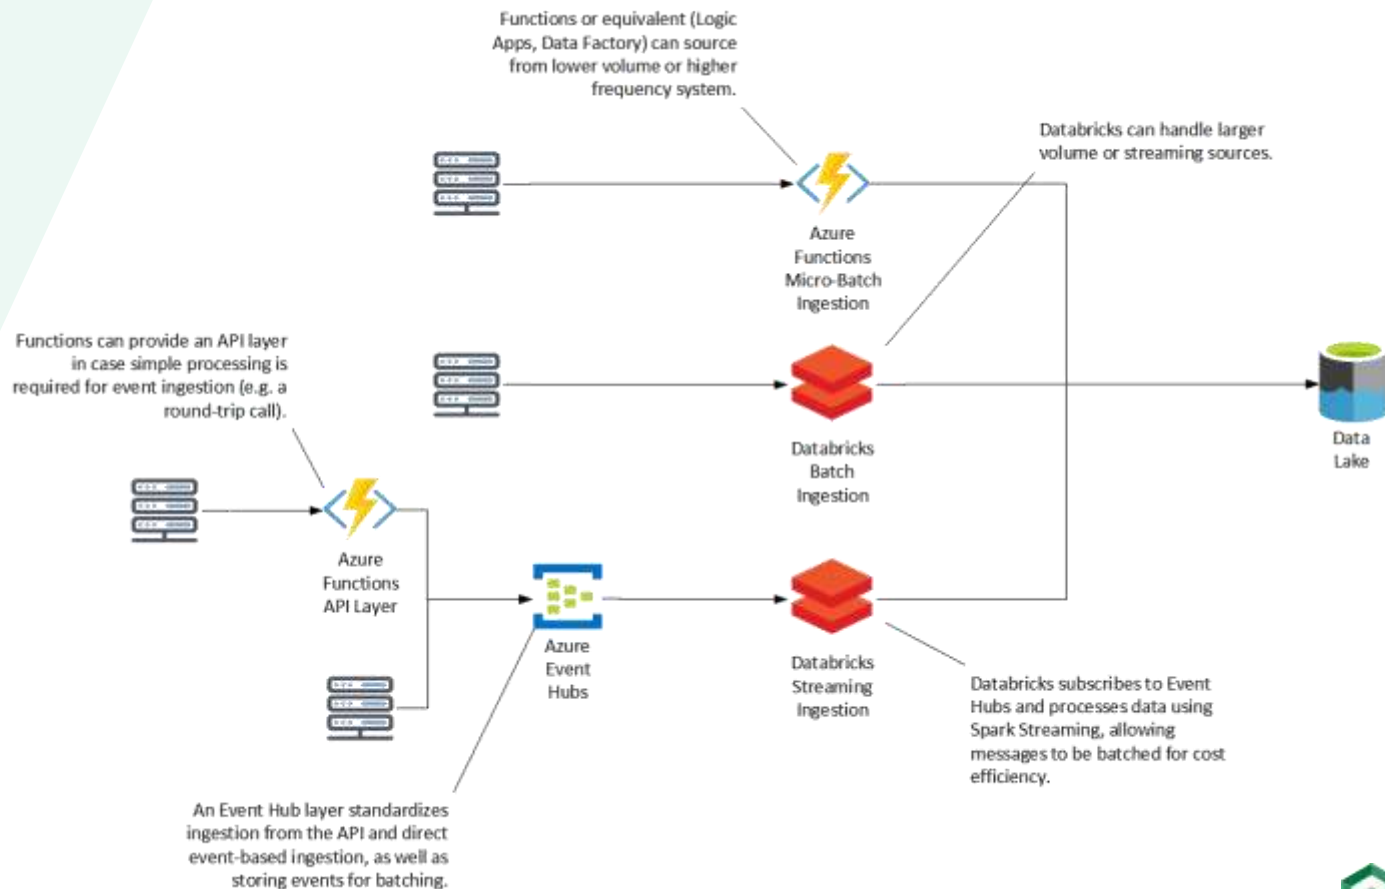 Functions or equivalent (Logic
Apps, Data Factory) can source
from lower volume or higher
frequency system.
Databricks can handle larger
volume or streaming sources.
Azure
Functions
Micro-Batch
Ingestion
Functions can provide an API layer
in case simple processing is
required for event ingestion (e.g. a
round-trip call).
Databricks
Batch
Ingestion
Data
Lake
Azure
Functions
API Layer
Azure
Event
Hubs
Databricks
Streaming
Ingestion
Databricks subscribes to Event
Hubs and processes data using
Spark Streaming, allowing
messages to be batched for cost
efficiency.
An Event Hub layer standardizes
ingestion from the API and direct
event-based ingestion, as well as
storing events for batching.